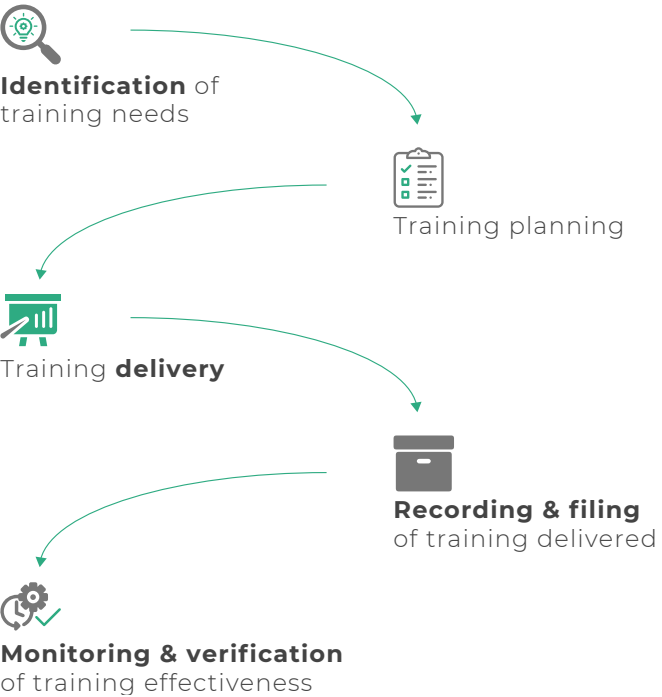 Identification of
training needs
Training planning
Training delivery
Recording & filing
of training delivered
Monitoring & verification
of training effectiveness